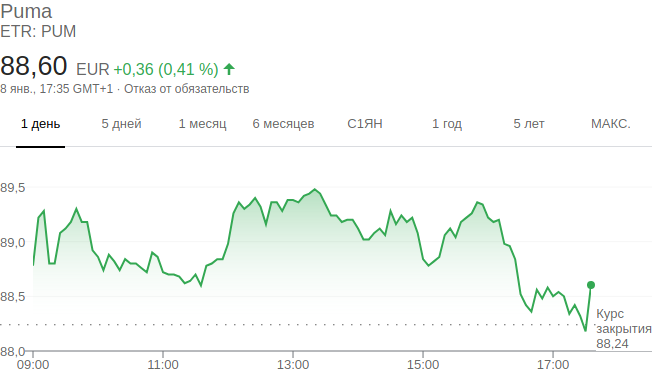 Puma
ETR: PUM
88,60 EUR +0,36 (0,41 %)
8 янв., 17:35 GMT+1 · Отказ от обязательств
1 день 5 дней 1 месяц 6 месяцев С1ЯН 1 год 5 лет МАКС.
89,5
89,0
88,5
Курс
закрытия
88,24
88,0
09:00 11:00 13:00 15:00 17:00